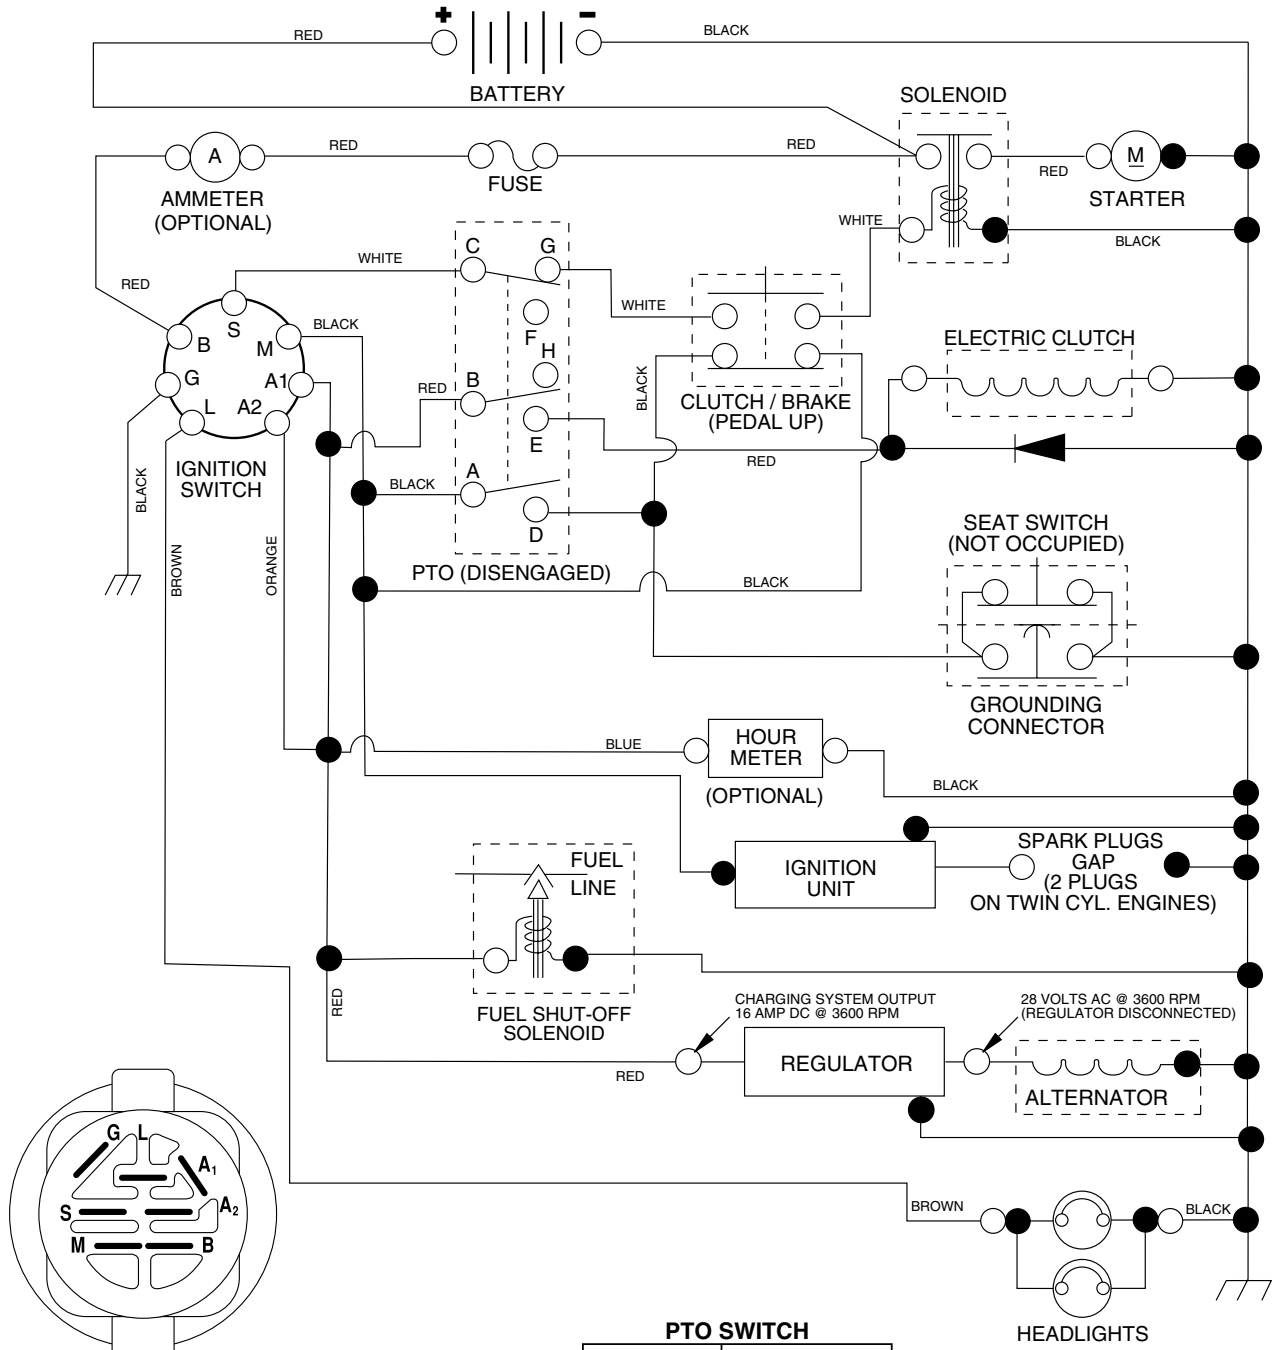 + −
RED
BLACK
BATTERY
SOLENOID
A
RED
RED
RED
M
FUSE
STARTER
AMMETER
(OPTIONAL)
WHITE
BLACK
C
G
WHITE
RED
WHITE
S
BLACK
F
B
M
ELECTRIC CLUTCH
H
G
A1
B
RED
BLACK
L
A2
CLUTCH / BRAKE
(PEDAL UP)
E
RED
IGNITION
SWITCH
A
BLACK
BLACK
D
SEAT SWITCH
(NOT OCCUPIED)
BROWN
ORANGE
PTO (DISENGAGED)
BLACK
GROUNDING
CONNECTOR
BLUE
HOUR
METER
(OPTIONAL)
BLACK
SPARK PLUGS
GAP
(2 PLUGS
ON TWIN CYL. ENGINES)
IGNITION
UNIT
FUEL
LINE
RED
FUEL SHUT-OFF
SOLENOID
CHARGING SYSTEM OUTPUT
16 AMP DC @ 3600 RPM
28 VOLTS AC @ 3600 RPM
(REGULATOR DISCONNECTED)
REGULATOR
RED
ALTERNATOR
G L
A1
S
A2
M
B
BROWN
BLACK
HEADLIGHTS
PTO SWITCH